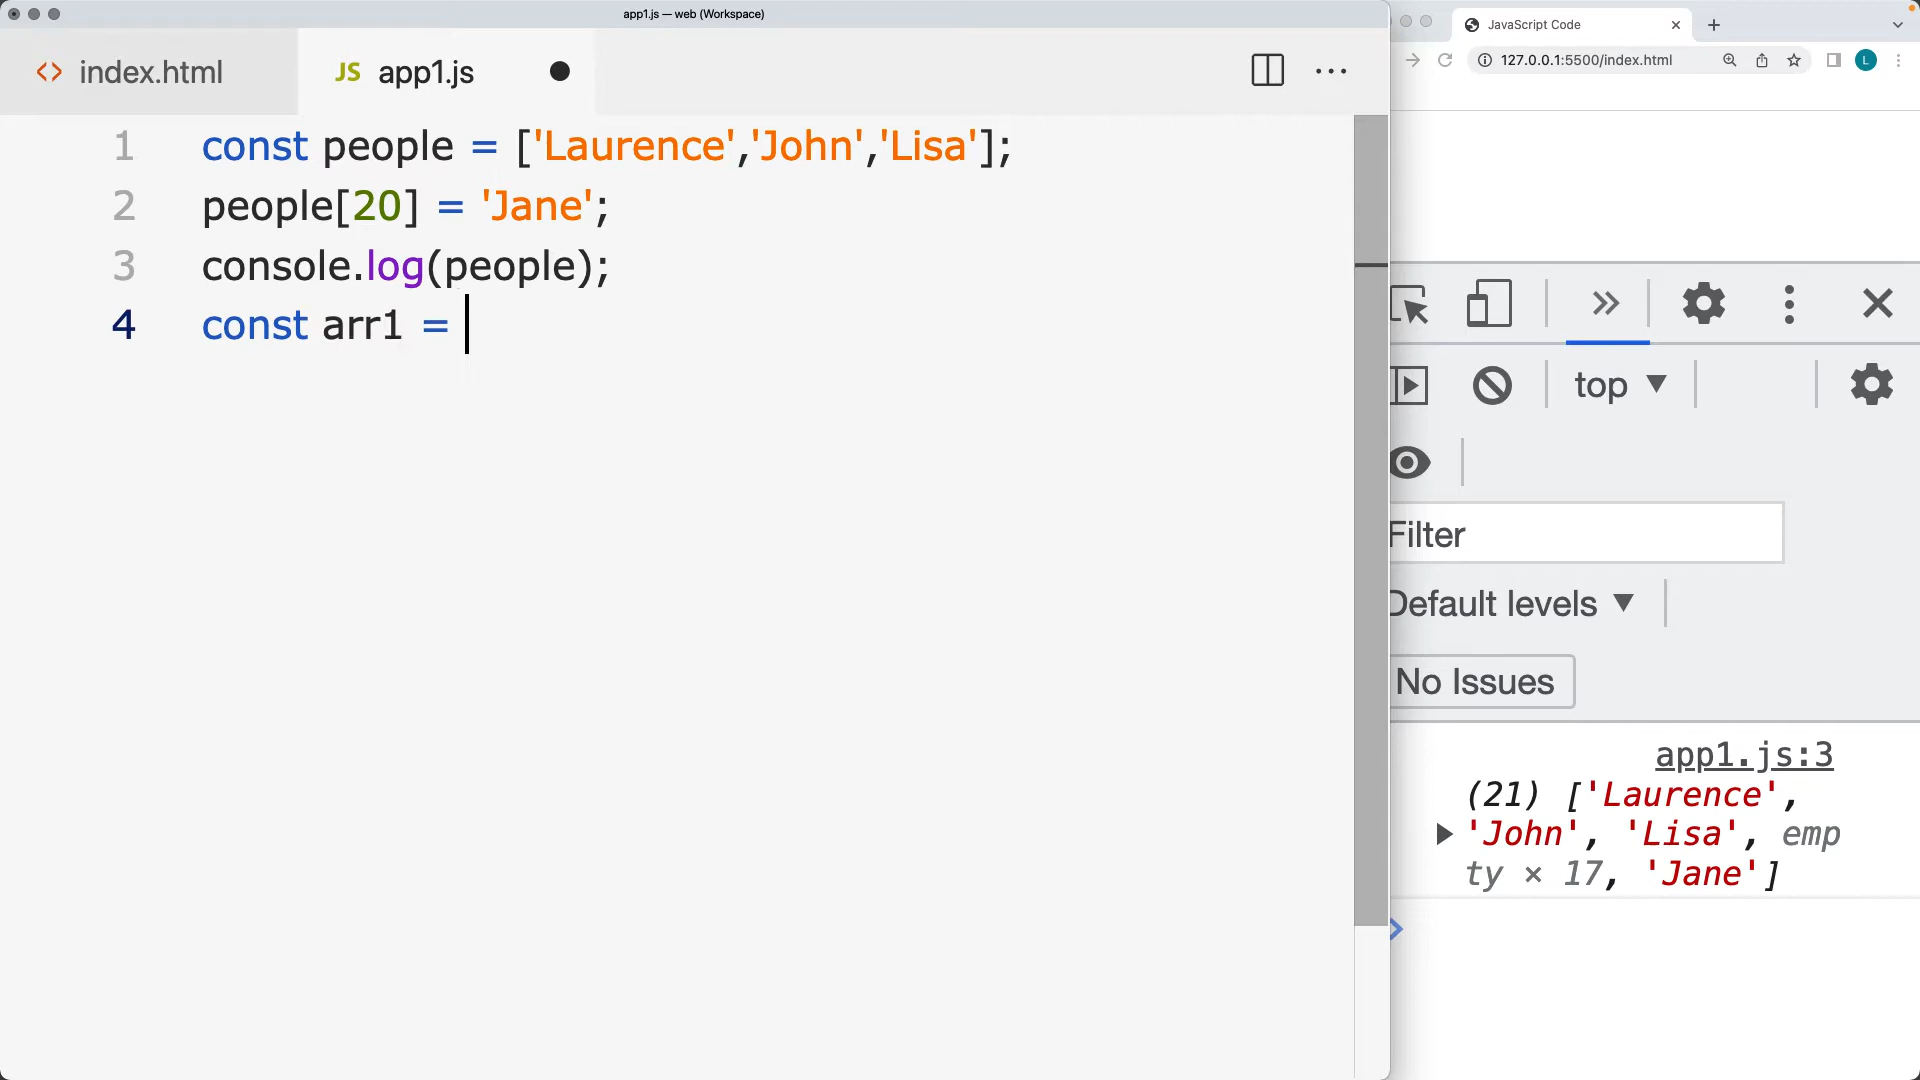 app1.js — web (Workspace)
index.html
JS app1.js
1 const people = ['Laurence','John','Lisa'];
2 people[20] = 'Jane';
3 console.log(people);
4 const arr1 =
JavaScript Code
127.0.0.1:5500/index.html
L
top
Filter
Default levels
No Issues
app1.js:3
(21) ['Laurence',
'John', 'Lisa', emp
ty × 17, 'Jane']